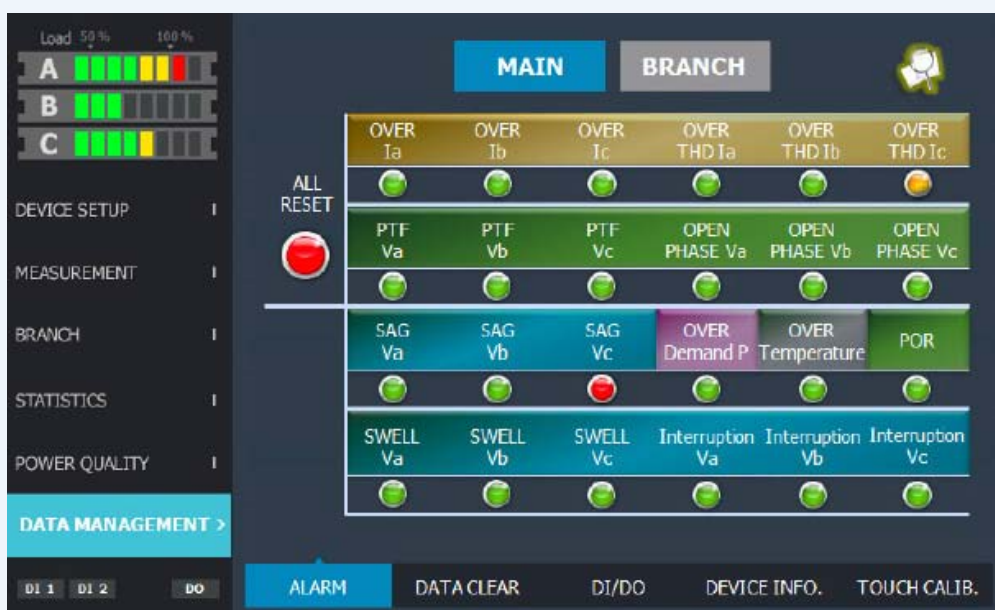 Load 50% 100%
A
B
C
MAIN BRANCH
OVER Ia
OVER Ib
OVER Ic
OVER THD Ia
OVER THD Ib
OVER THD Ic
ALL RESET
PTF Va
PTF Vb
PTF Vc
OPEN PHASE Va
OPEN PHASE Vb
OPEN PHASE Vc
SAG Va
SAG Vb
SAG Vc
OVER Demand P
OVER Temperature
POR
SWELL Va
SWELL Vb
SWELL Vc
Interruption Va
Interruption Vb
Interruption Vc
DEVICE SETUP
MEASUREMENT
BRANCH
STATISTICS
POWER QUALITY
DATA MANAGEMENT >
DI 1 DI 2 DO
ALARM DATA CLEAR DI/DO DEVICE INFO. TOUCH CALIB.